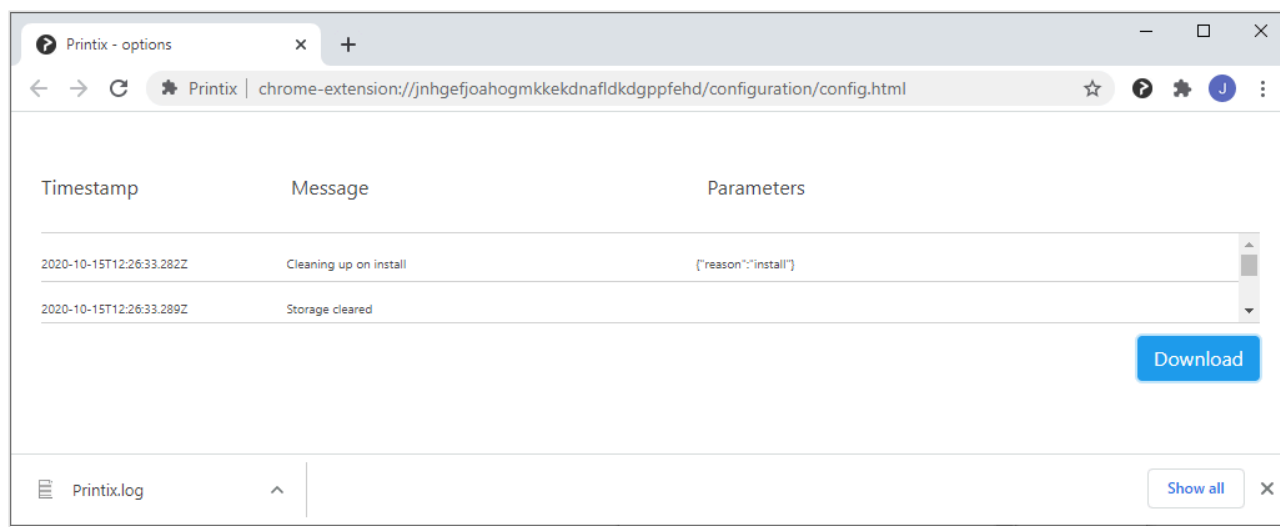 Printix - options
Printix | chrome-extension://jnhgefjoahogmkkekdnafldkdgppfehd/configuration/config.html
J
Timestamp Message Parameters
2020-10-15T12:26:33.282Z Cleaning up on install {"reason":"install"}
2020-10-15T12:26:33.289Z Storage cleared
Download
Printix.log Show all